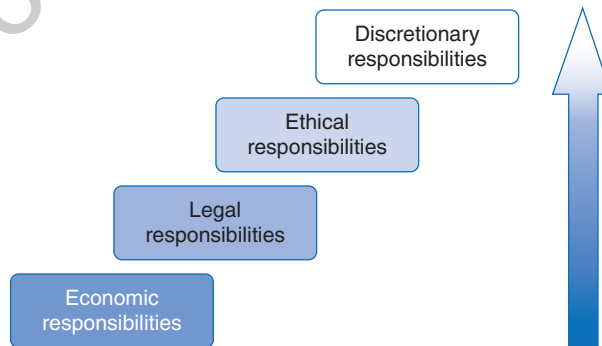 Discretionary
responsibilities
Ethical
responsibilities
Legal
responsibilities
Economic
responsibilities